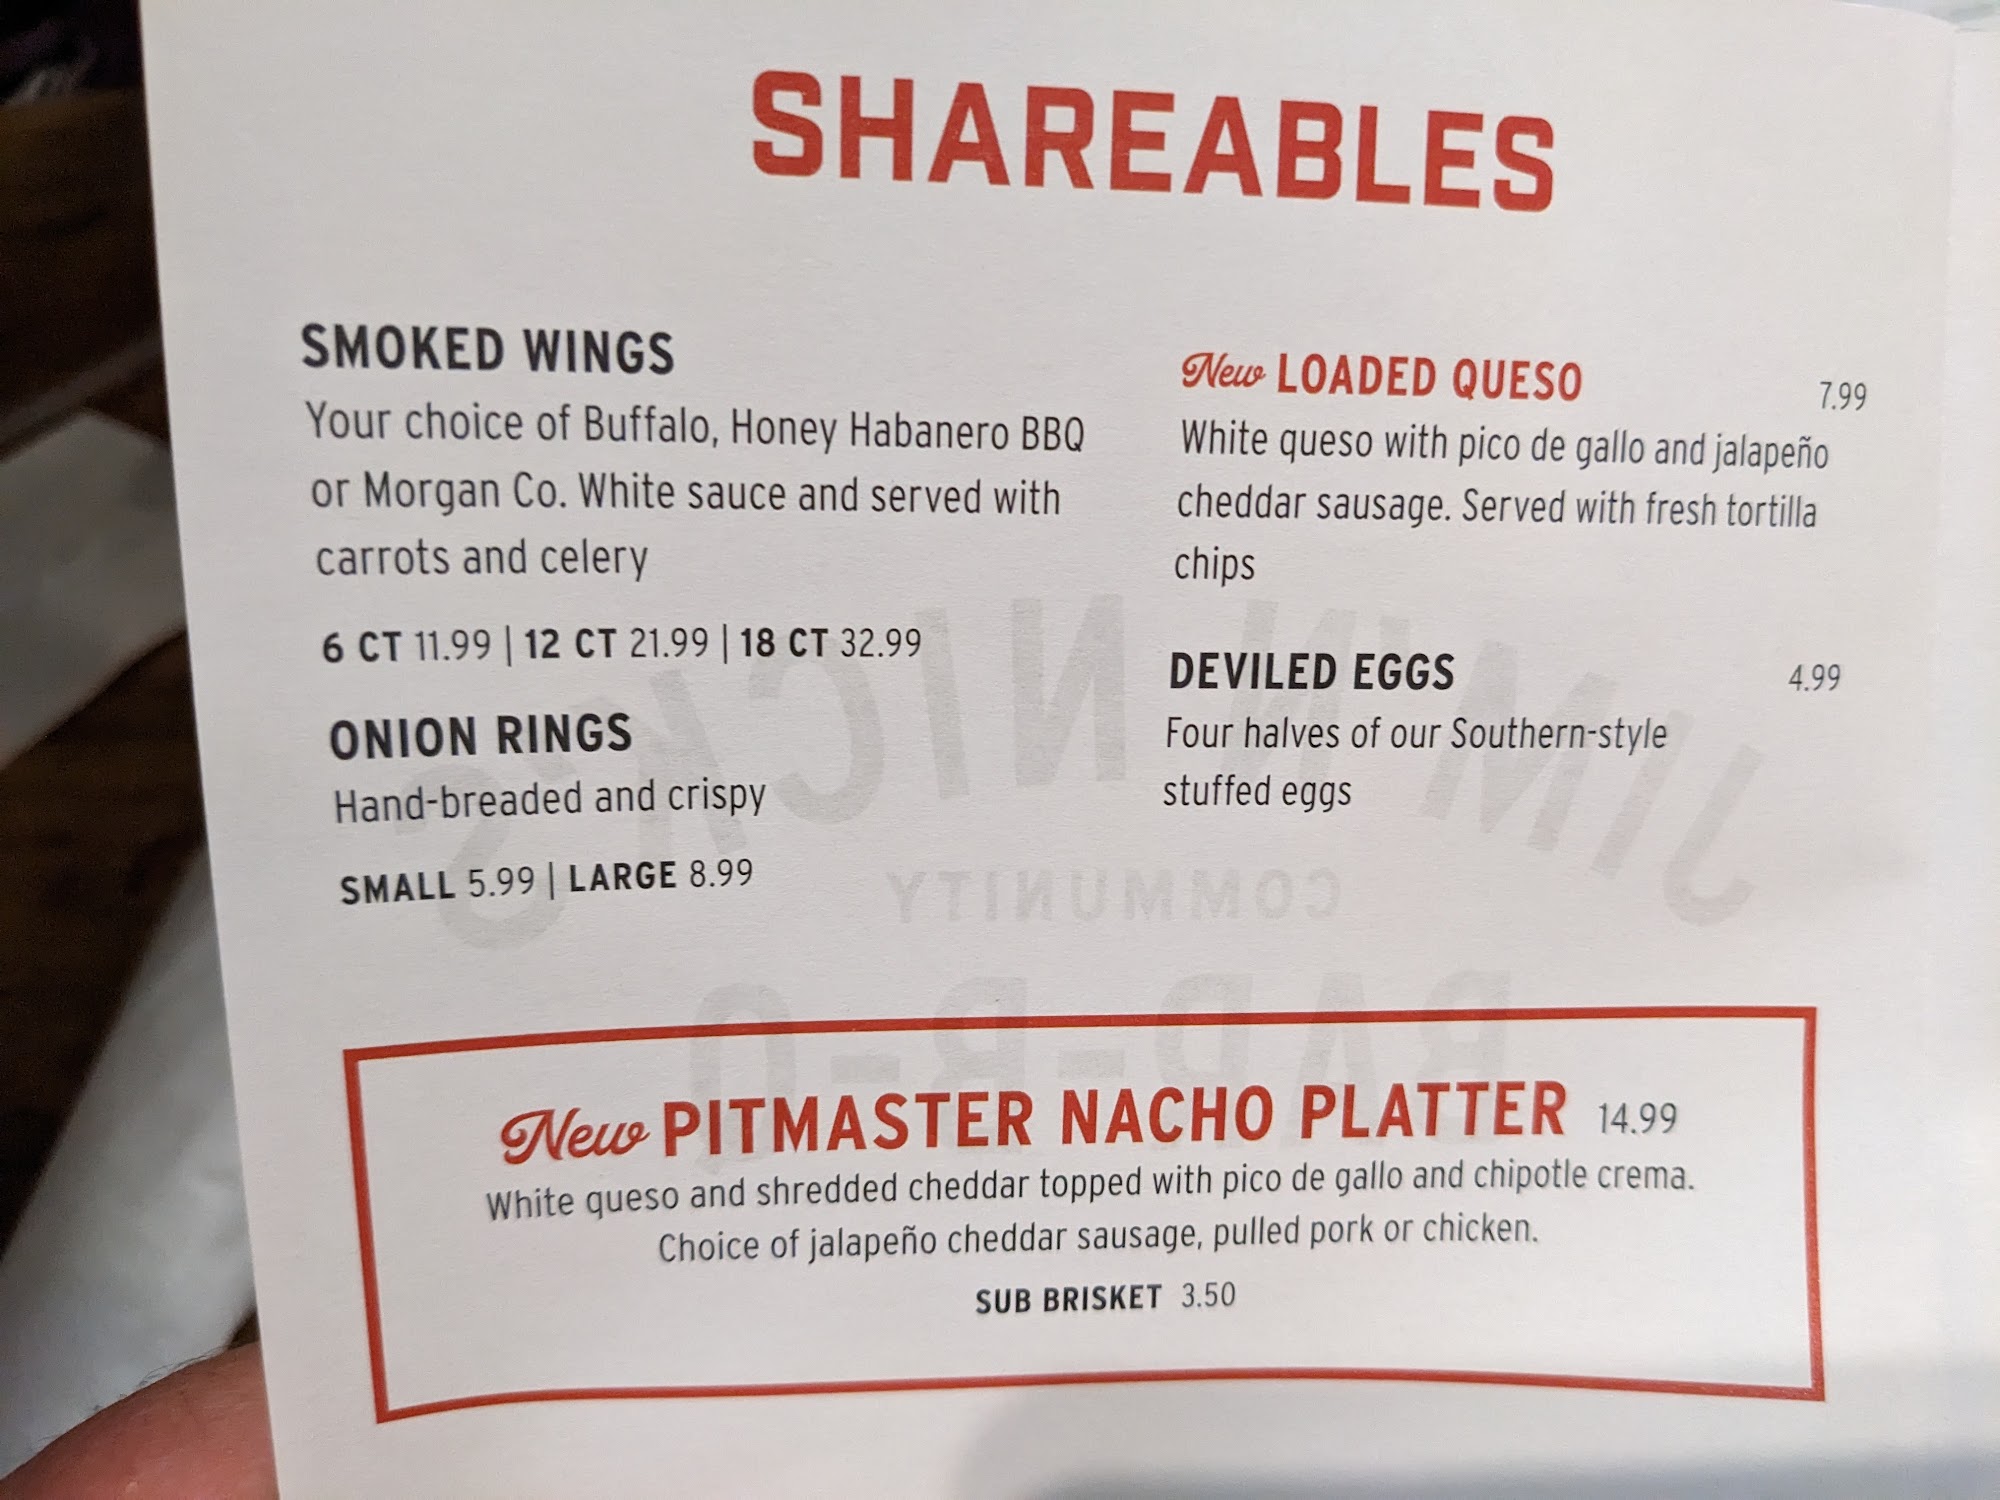 SHAREABLES
SMOKED WINGS
Your choice of Buffalo, Honey Habanero BBQ
or Morgan Co. White sauce and served with
carrots and celery
6 CT 11.99 | 12 CT 21.99 | 18 CT 32.99
ONION RINGS
Hand-breaded and crispy
SMALL 5.99 | LARGE 8.99
New LOADED QUESO 7.99
White queso with pico de gallo and jalapeño
cheddar sausage. Served with fresh tortilla
chips
DEVILED EGGS 4.99
Four halves of our Southern-style
stuffed eggs
JIM 'N NICK'S
COMMUNITY
BAR-B-Q
New PITMASTER NACHO PLATTER 14.99
White queso and shredded cheddar topped with pico de gallo and chipotle crema.
Choice of jalapeño cheddar sausage, pulled pork or chicken.
SUB BRISKET 3.50